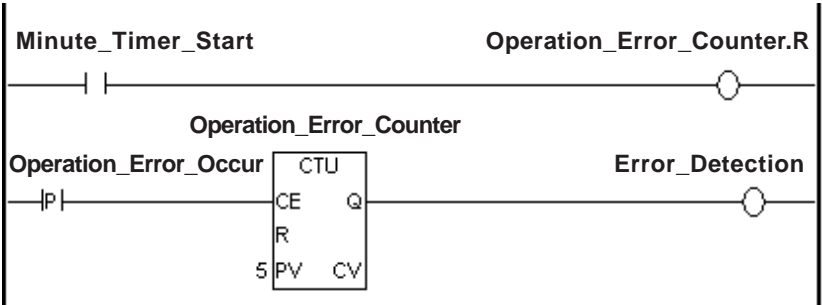 Minute_Timer_Start Operation_Error_Counter.R
Operation_Error_Counter
Operation_Error_Occur CTU Error_Detection
P CE Q
R
5 PV CV